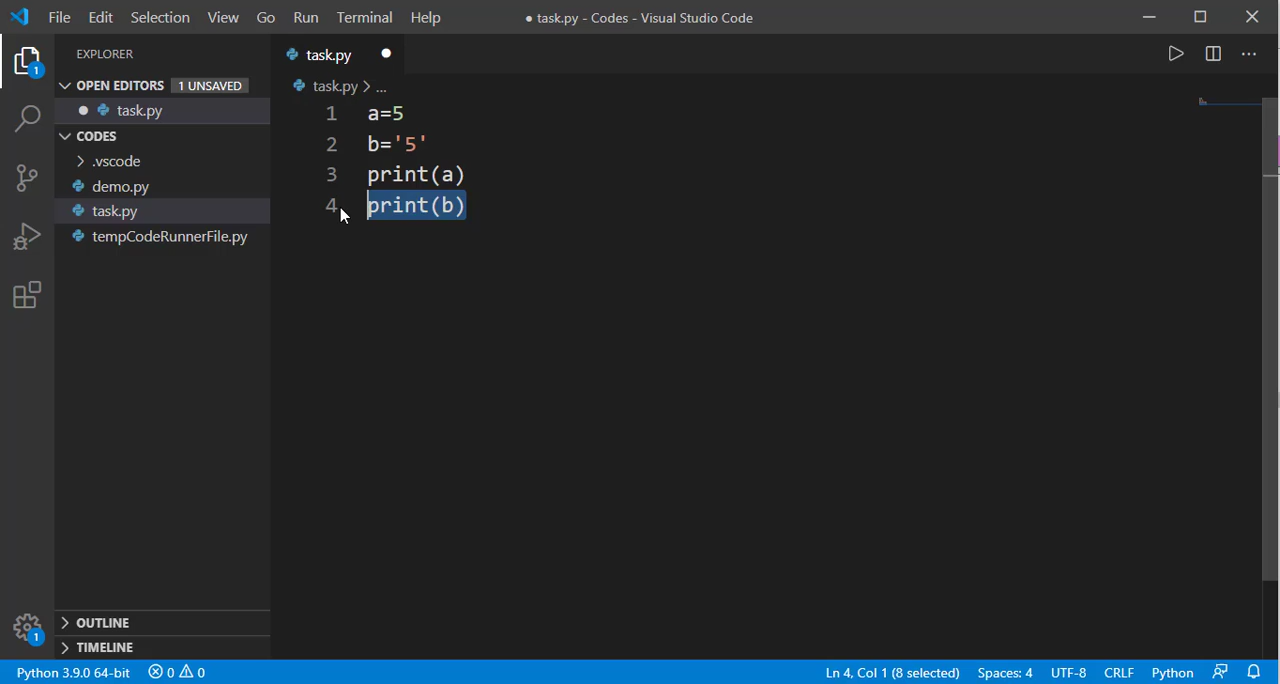 File Edit Selection View Go Run Terminal Help ● task.py - Codes - Visual Studio Code
EXPLORER
OPEN EDITORS 1 UNSAVED
● task.py
CODES
.vscode
demo.py
task.py
tempCodeRunnerFile.py
OUTLINE
TIMELINE
1
1
task.py ●
task.py > ...
1 a=5
2 b='5'
3 print(a)
4 print(b)
Python 3.9.0 64-bit 0 0 Ln 4, Col 1 (8 selected) Spaces: 4 UTF-8 CRLF Python